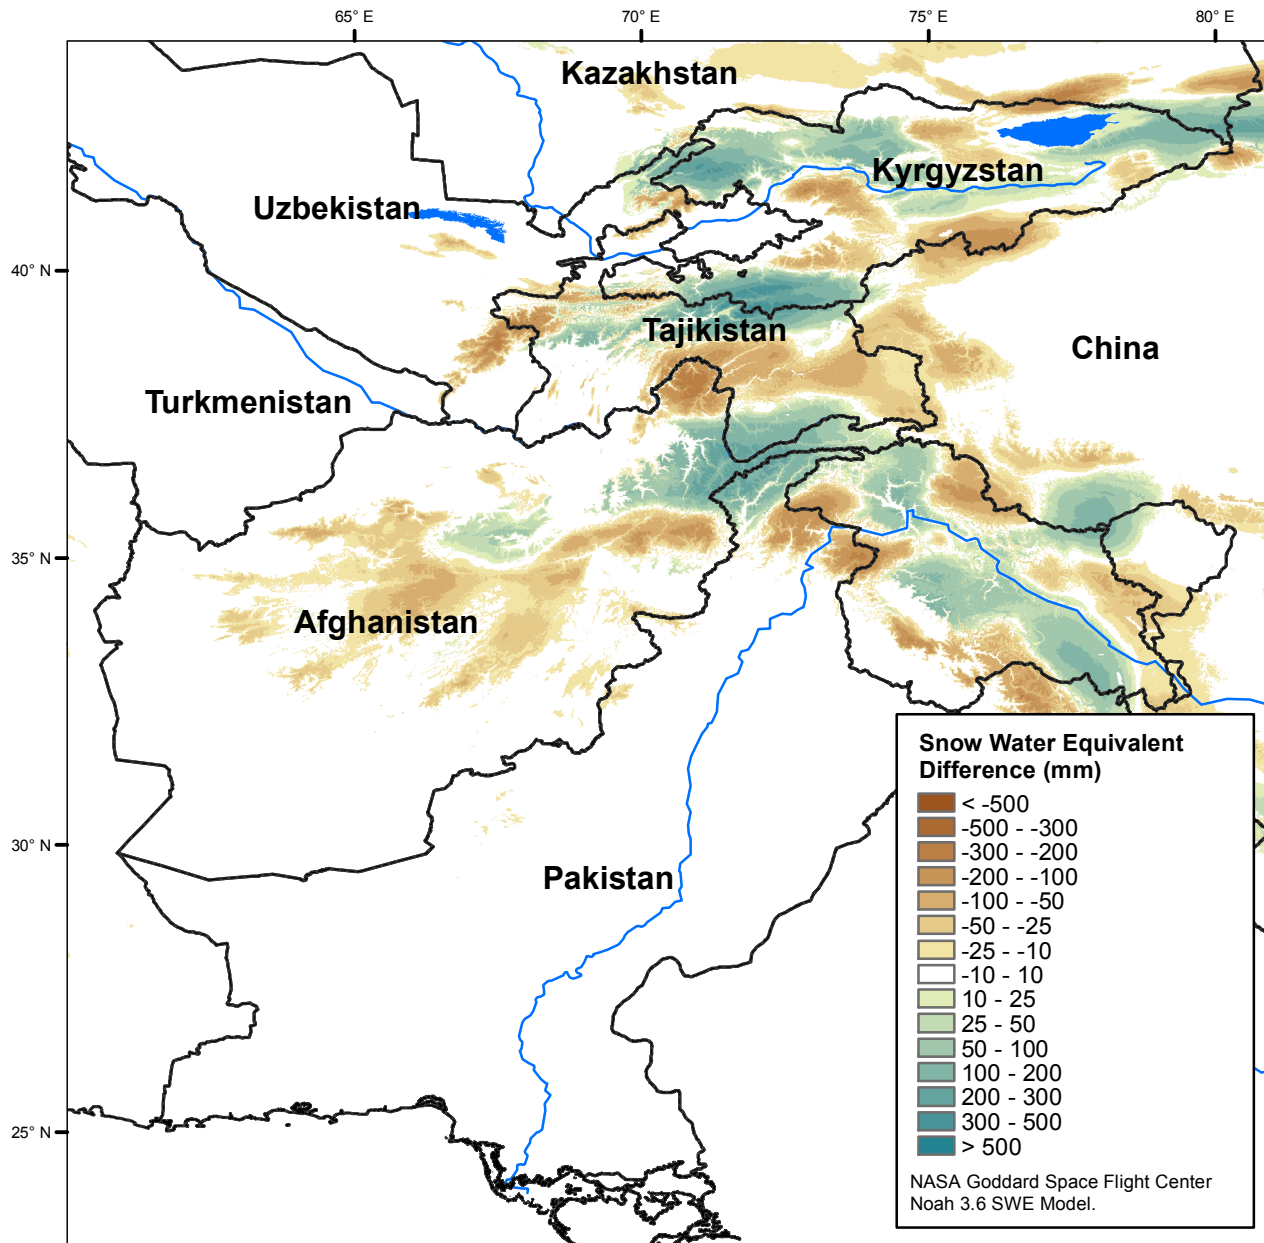 65° E
70° E
75° E
80° E
Kazakhstan
Kyrgyzstan
Uzbekistan
40° N
Tajikistan
China
Turkmenistan
35° N
Afghanistan
30° N
Pakistan
25° N
Snow Water Equivalent
Difference (mm)
< -500
-500 - -300
-300 - -200
-200 - -100
-100 - -50
-50 - -25
-25 - -10
-10 - 10
10 - 25
25 - 50
50 - 100
100 - 200
200 - 300
300 - 500
> 500
NASA Goddard Space Flight Center
Noah 3.6 SWE Model.